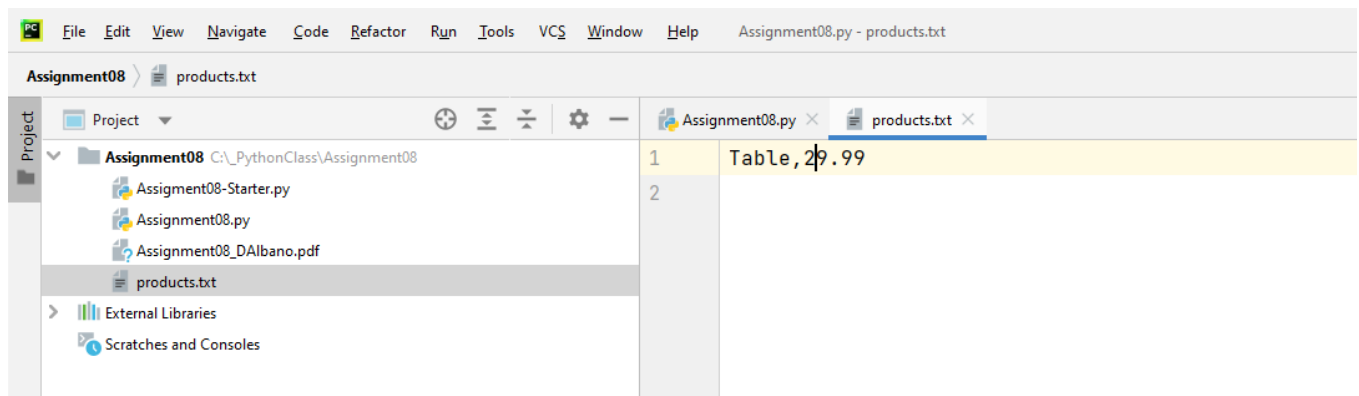 PC File Edit View Navigate Code Refactor Run Tools VCS Window Help Assignment08.py - products.txt
Assignment08 products.txt
Project
Project
Assignment08.py products.txt
Assignment08 C:\_PythonClass\Assignment08
1 Table,29.99
Assigment08-Starter.py
2
Assignment08.py
Assignment08_DAlbano.pdf
products.txt
External Libraries
Scratches and Consoles